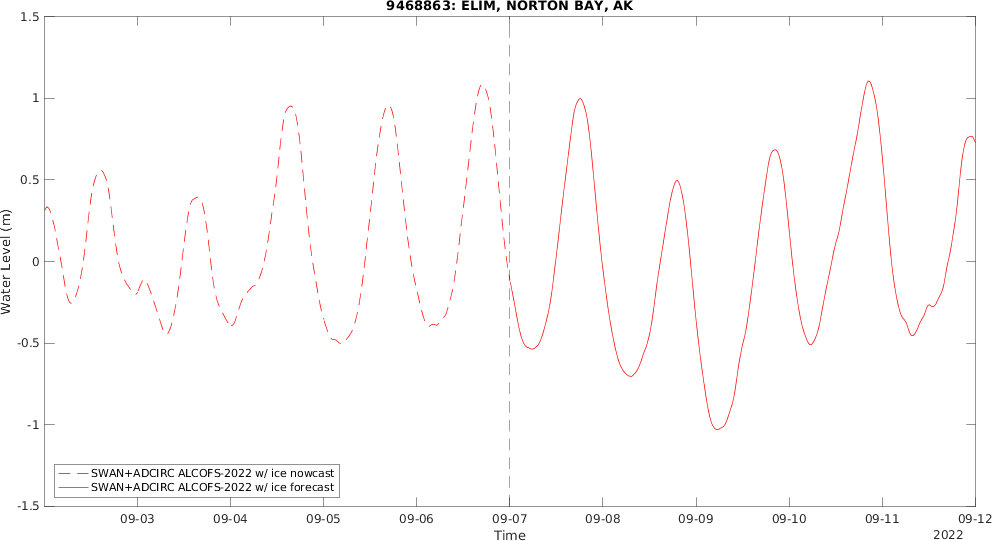 9468863: ELIM, NORTON BAY, AK
1.5
1
0.5
0
-0.5
-1
-1.5
Water Level (m)
SWAN+ADCIRC ALCOFS-2022 w/ ice nowcast
SWAN+ADCIRC ALCOFS-2022 w/ ice forecast
09-03 09-04 09-05 09-06 09-07 09-08 09-09 09-10 09-11 09-12
Time
2022